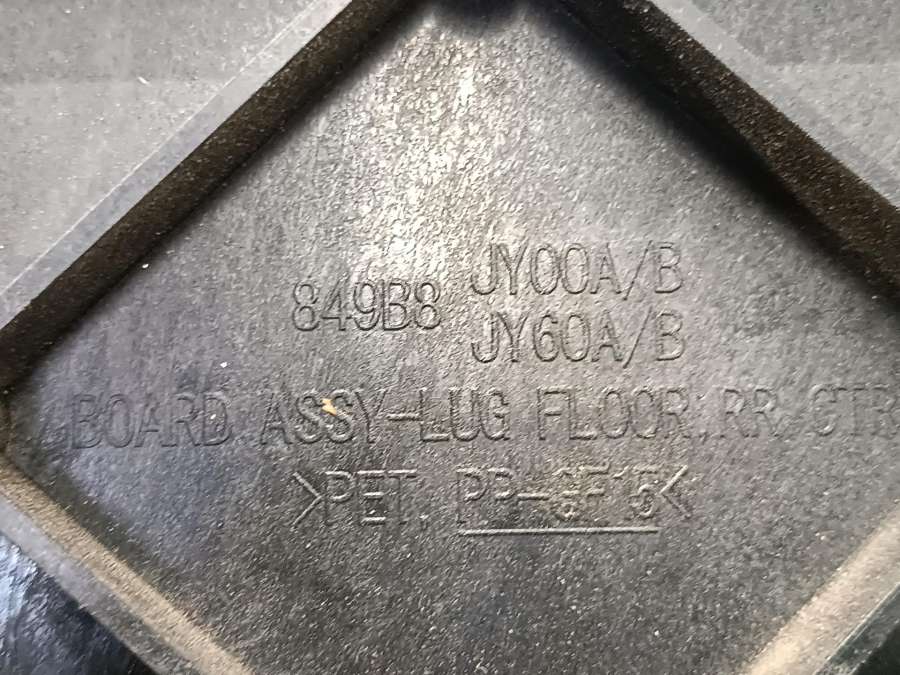 849B8 JY00A/B
JY60A/B
BOARD ASSY-LUG FLOOR, RR CTR
>PET. PP-GF15<